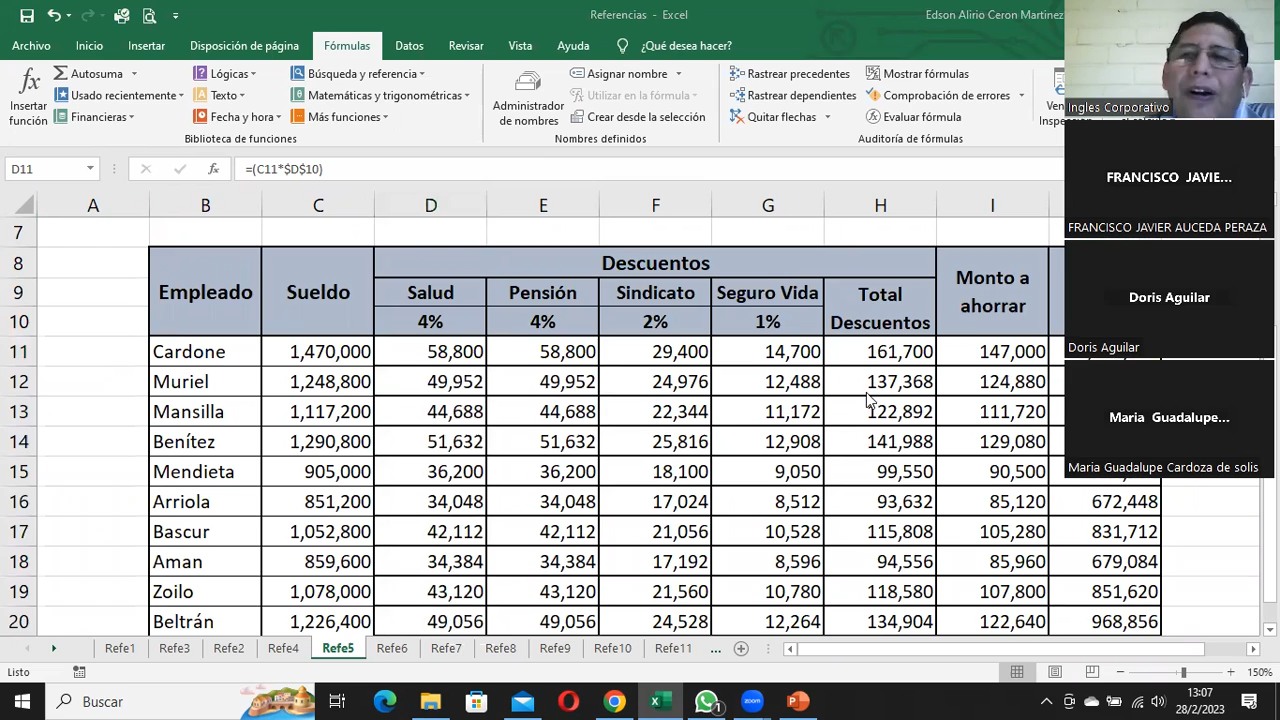 Referencias - Excel
Edson Alirio Ceron Martinez
Archivo Inicio Insertar Disposición de página Fórmulas Datos Revisar Vista Ayuda ¿Qué desea hacer?
Insertar función
Autosuma
Usado recientemente
Financieras
Lógicas
Texto
Fecha y hora
Búsqueda y referencia
Matemáticas y trigonométricas
Más funciones
Biblioteca de funciones
Administrador de nombres
Asignar nombre
Utilizar en la fórmula
Crear desde la selección
Nombres definidos
Rastrear precedentes
Rastrear dependientes
Quitar flechas
Mostrar fórmulas
Comprobación de errores
Evaluar fórmula
Auditoría de fórmulas
D11 fx =(C11*$D$10)
A B C D E F G H I
7
8 Descuentos
9 Empleado Sueldo Salud Pensión Sindicato Seguro Vida Total Descuentos Monto a ahorrar
10 4% 4% 2% 1%
11 Cardone 1,470,000 58,800 58,800 29,400 14,700 161,700 147,000
12 Muriel 1,248,800 49,952 49,952 24,976 12,488 137,368 124,880
13 Mansilla 1,117,200 44,688 44,688 22,344 11,172 122,892 111,720
14 Benítez 1,290,800 51,632 51,632 25,816 12,908 141,988 129,080
15 Mendieta 905,000 36,200 36,200 18,100 9,050 99,550 90,500
16 Arriola 851,200 34,048 34,048 17,024 8,512 93,632 85,120 672,448
17 Bascur 1,052,800 42,112 42,112 21,056 10,528 115,808 105,280 831,712
18 Aman 859,600 34,384 34,384 17,192 8,596 94,556 85,960 679,084
19 Zoilo 1,078,000 43,120 43,120 21,560 10,780 118,580 107,800 851,620
20 Beltrán 1,226,400 49,056 49,056 24,528 12,264 134,904 122,640 968,856
Ingles Corporativo
FRANCISCO JAVIE...
FRANCISCO JAVIER AUCEDA PERAZA
Doris Aguilar
Doris Aguilar
Maria Guadalupe...
Maria Guadalupe Cardoza de solis
Refe1 Refe3 Refe2 Refe4 Refe5 Refe6 Refe7 Refe8 Refe9 Refe10 Refe11 ...
Listo
150%
Buscar
13:07
28/2/2023